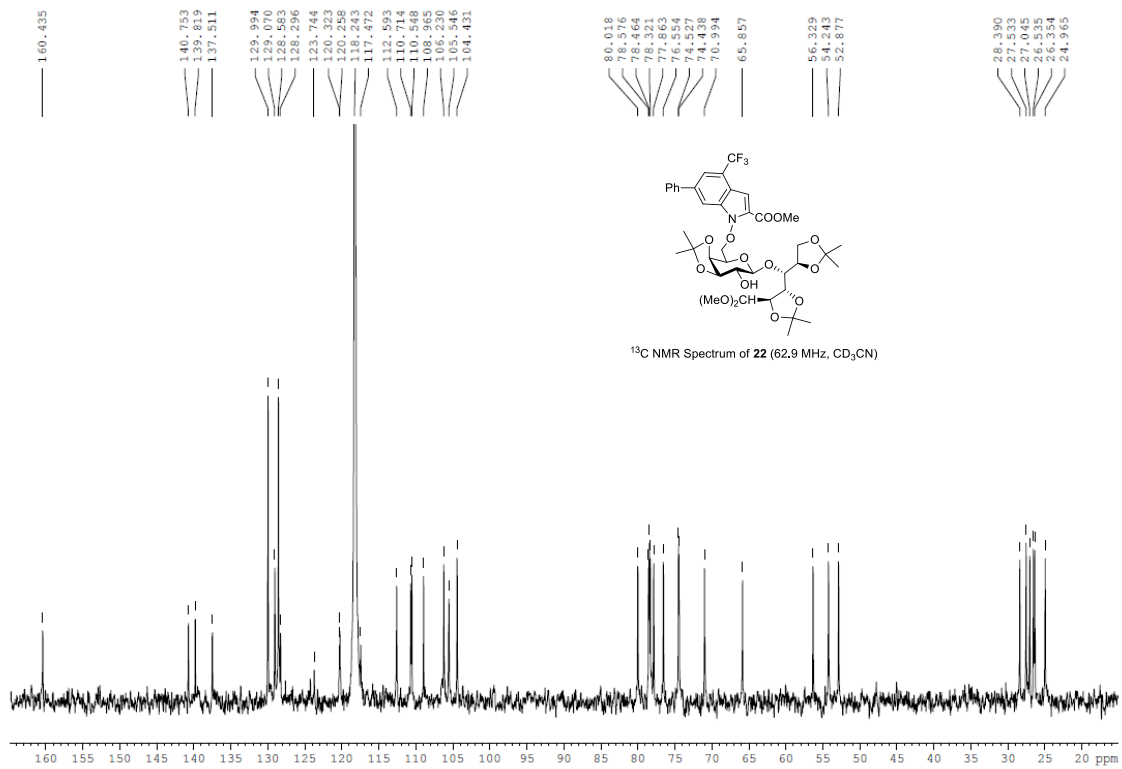 160.435
140.753
139.819
137.511
129.994
129.070
128.583
128.296
123.744
120.323
120.258
118.243
117.472
112.593
110.714
110.548
108.965
106.230
105.546
104.431
80.018
78.576
78.464
78.321
77.863
76.554
74.527
74.438
70.994
65.857
56.329
54.243
52.877
28.390
27.533
27.045
26.535
26.354
24.965
CF3
Ph
N
COOMe
O
O
O
O
O
O
O
OH
(MeO)2CH
O
O
13C NMR Spectrum of 22 (62.9 MHz, CD3CN)
160 155 150 145 140 135 130 125 120 115 110 105 100 95 90 85 80 75 70 65 60 55 50 45 40 35 30 25 20 ppm